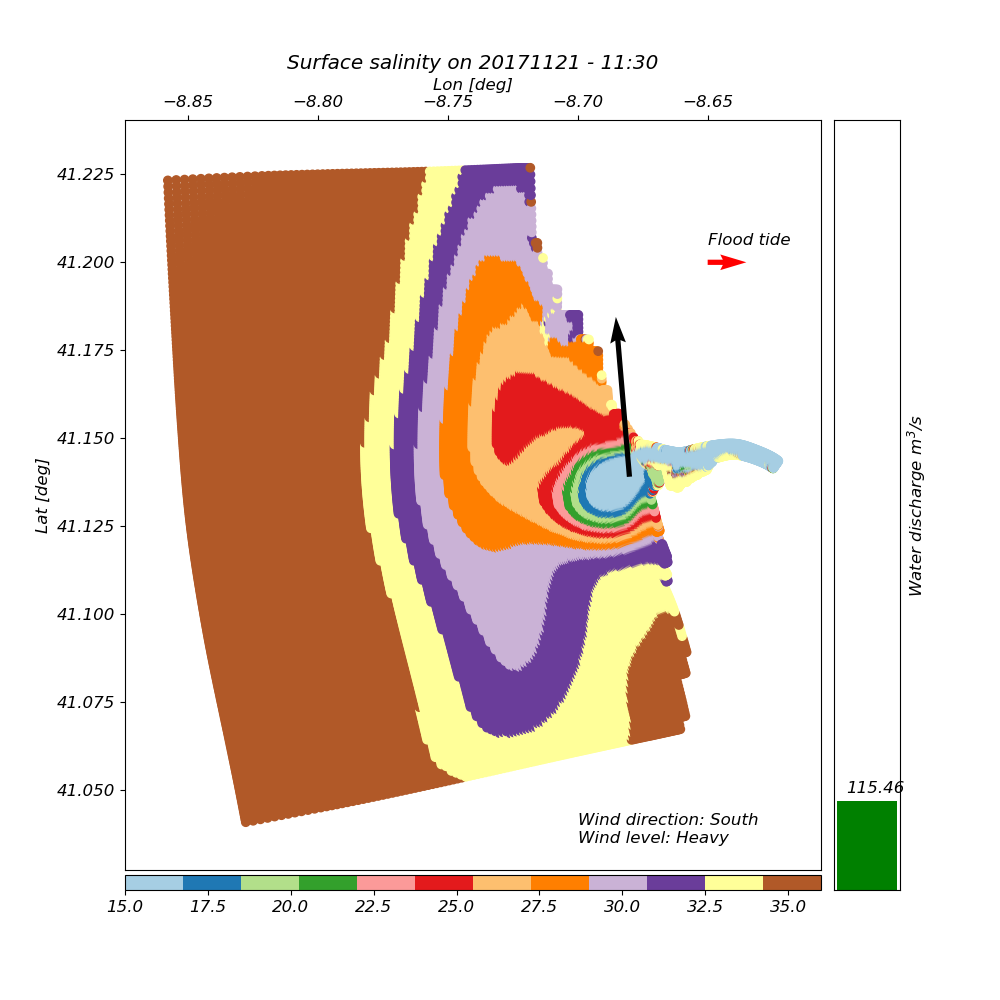 Surface salinity on 20171121 - 11:30
Lon [deg]
−8.85 −8.80 −8.75 −8.70 −8.65
41.225
41.200
41.175
41.150
41.125
41.100
41.075
41.050
Lat [deg]
Flood tide
Wind direction: South
Wind level: Heavy
15.0 17.5 20.0 22.5 25.0 27.5 30.0 32.5 35.0
115.46
Water discharge m³/s